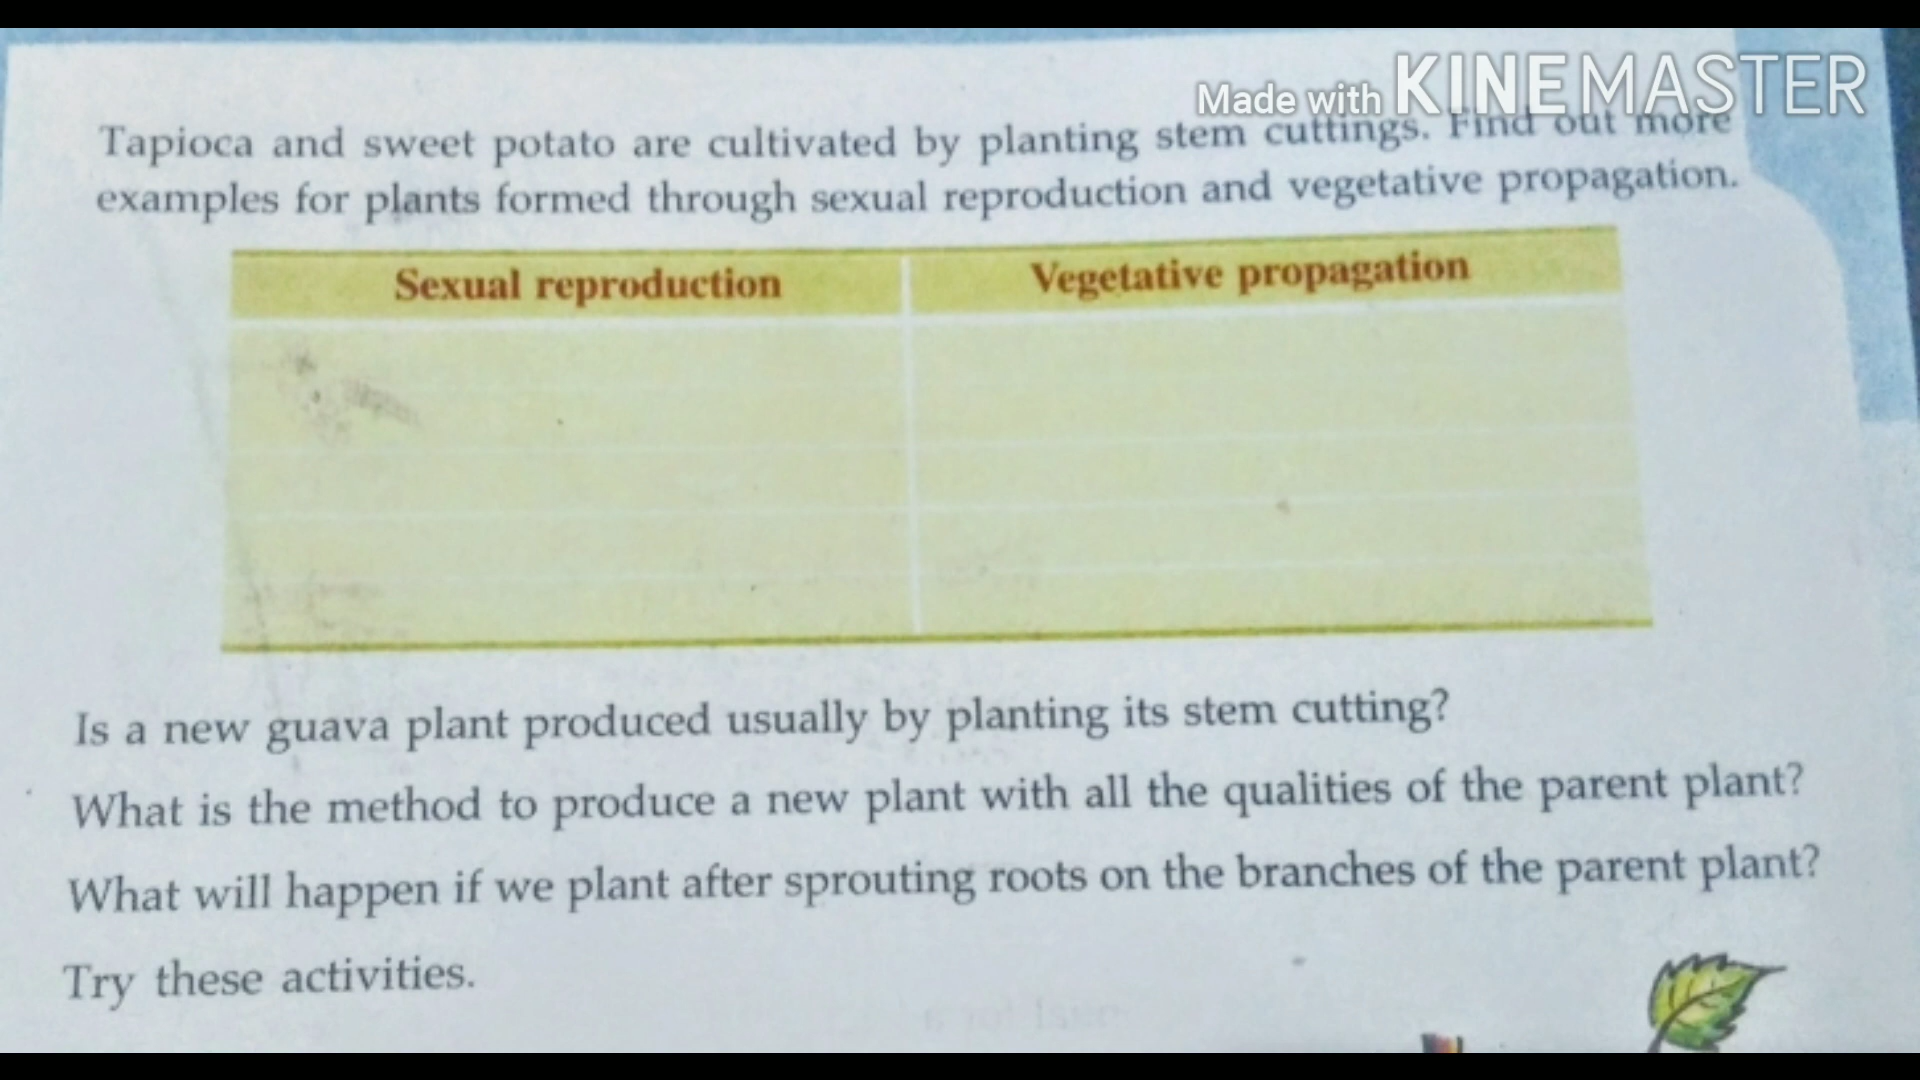 Made with KINEMASTER
Tapioca and sweet potato are cultivated by planting stem cuttings. Find out more
examples for plants formed through sexual reproduction and vegetative propagation.
Sexual reproduction
Vegetative propagation
Is a new guava plant produced usually by planting its stem cutting?
What is the method to produce a new plant with all the qualities of the parent plant?
What will happen if we plant after sprouting roots on the branches of the parent plant?
Try these activities.